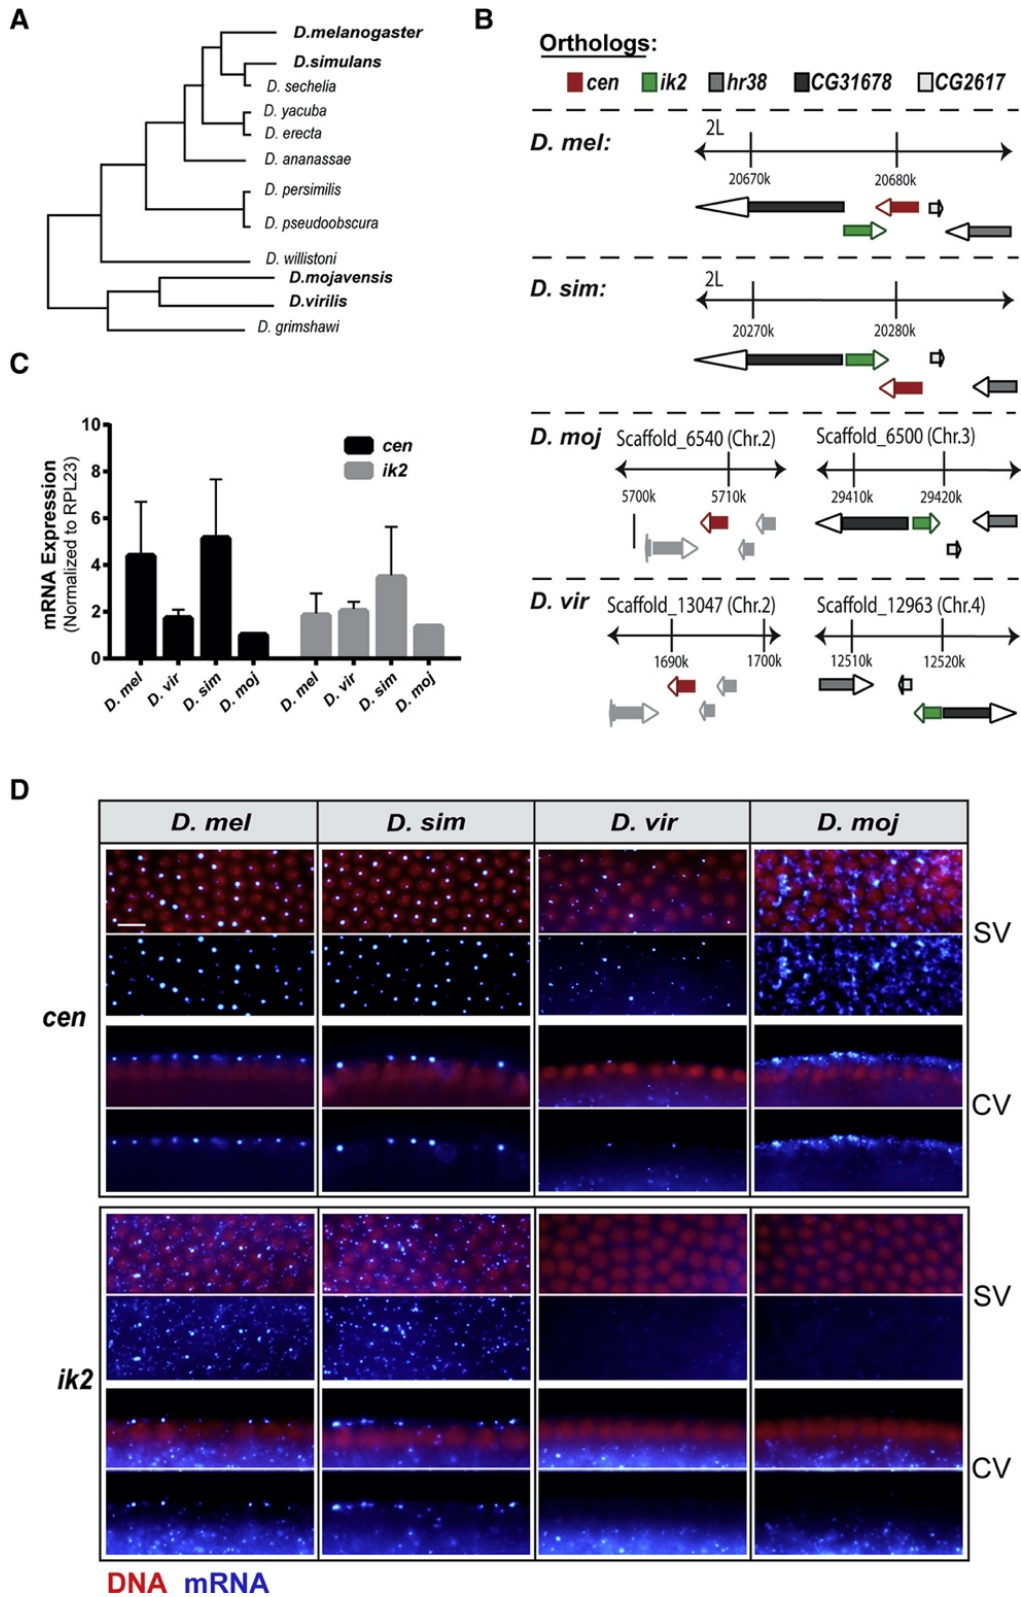 A
D.melanogaster
D.simulans
D. sechelia
D. yacuba
D. erecta
D. ananassae
D. persimilis
D. pseudoobscura
D. willistoni
D.mojavensis
D.virilis
D. grimshawi
B
Orthologs:
cen ik2 hr38 CG31678 CG2617
D. mel:
2L
20670k 20680k
D. sim:
2L
20270k 20280k
D. moj
Scaffold_6540 (Chr.2) Scaffold_6500 (Chr.3)
5700k 5710k 29410k 29420k
D. vir
Scaffold_13047 (Chr.2) Scaffold_12963 (Chr.4)
1690k 1700k 12510k 12520k
C
mRNA Expression
(Normalized to RPL23)
10
8
6
4
2
0
cen
ik2
D. mel D. vir D. sim D. moj D. mel D. vir D. sim D. moj
D
D. mel D. sim D. vir D. moj
cen
SV
CV
ik2
SV
CV
DNA mRNA